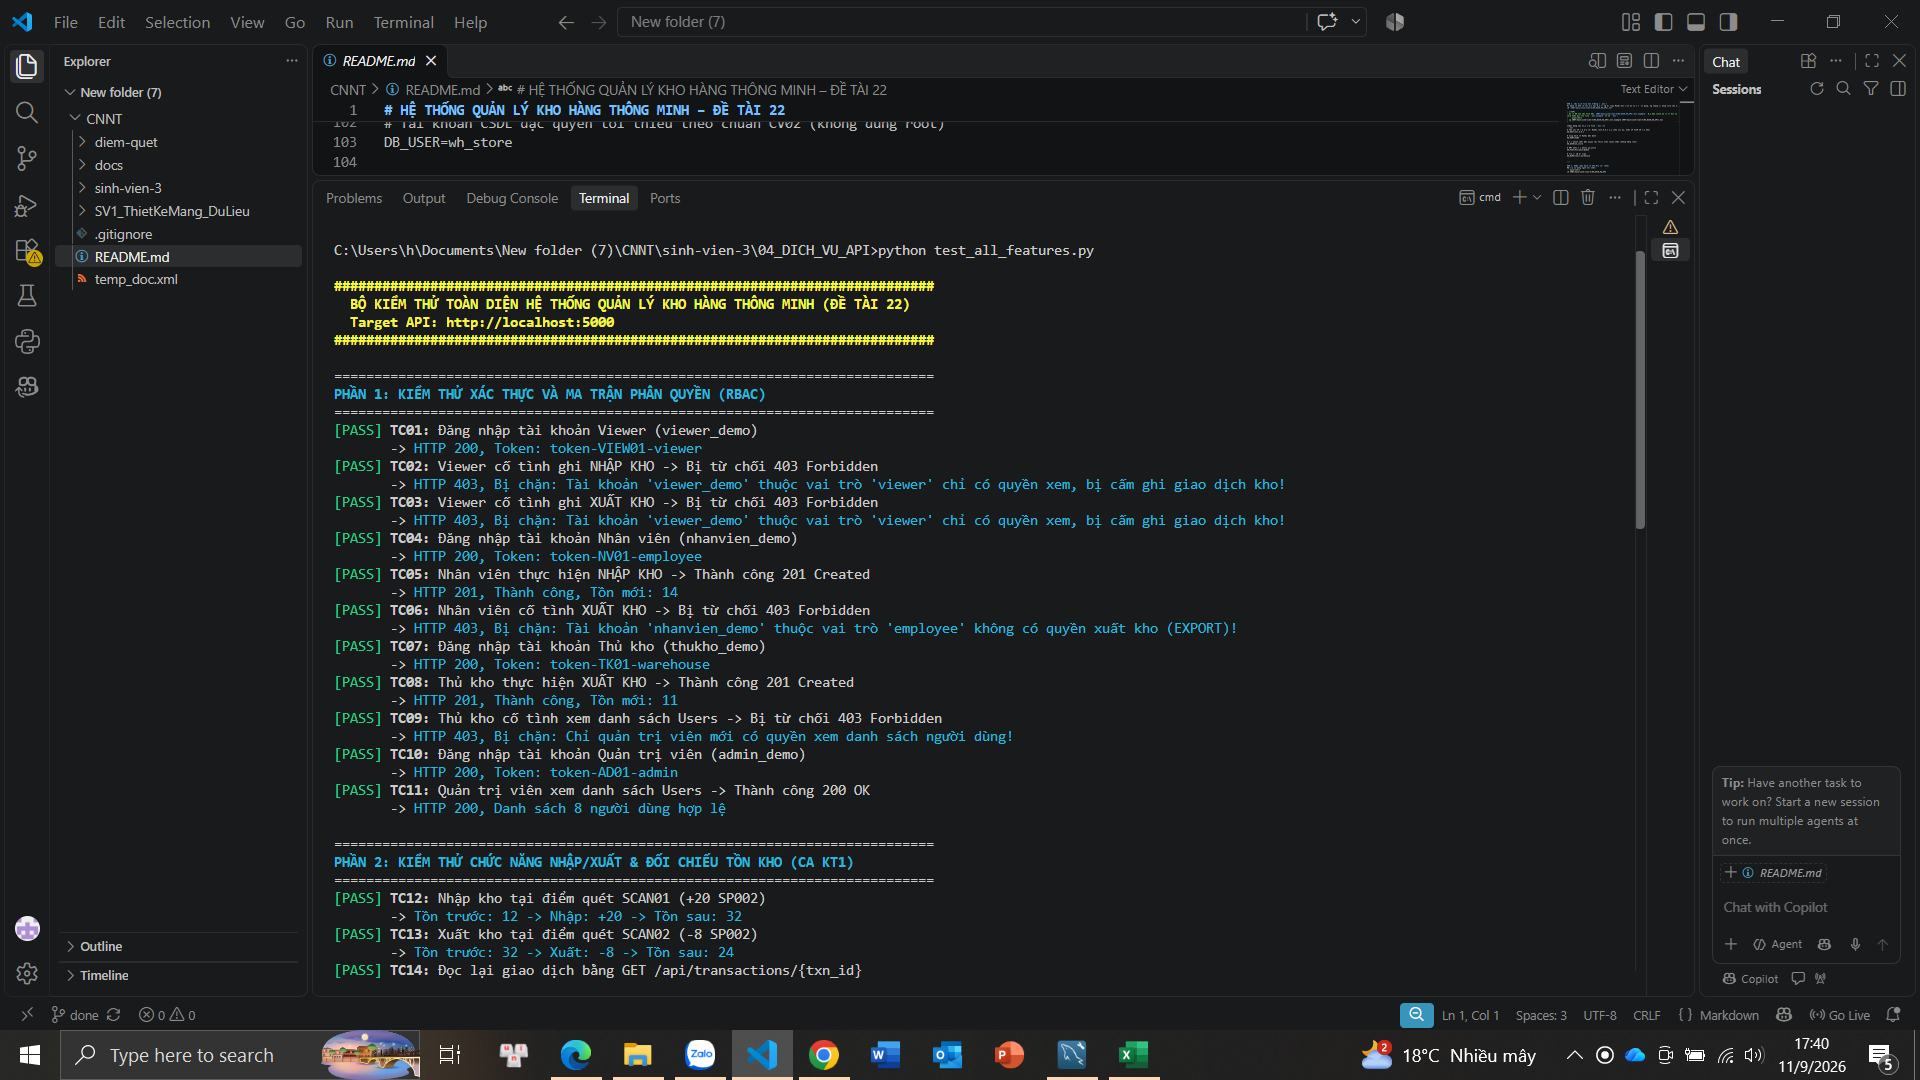 File Edit Selection View Go Run Terminal Help
New folder (7)
Explorer
New folder (7)
CNNT
diem-quet
docs
sinh-vien-3
SV1_ThietKeMang_DuLieu
.gitignore
README.md
temp_doc.xml
Outline
Timeline
README.md
CNNT > README.md > abc # HỆ THỐNG QUẢN LÝ KHO HÀNG THÔNG MINH – ĐỀ TÀI 22
Text Editor
1 # HỆ THỐNG QUẢN LÝ KHO HÀNG THÔNG MINH – ĐỀ TÀI 22
102 # Tài khoản CSDL đặc quyền tối thiểu theo chuẩn CV02 (không dùng root)
103 DB_USER=wh_store
104
Problems Output Debug Console Terminal Ports
cmd
C:\Users\h\Documents\New folder (7)\CNNT\sinh-vien-3\04_DICH_VU_API>python test_all_features.py
###########################################################################
BỘ KIỂM THỬ TOÀN DIỆN HỆ THỐNG QUẢN LÝ KHO HÀNG THÔNG MINH (ĐỀ TÀI 22)
Target API: http://localhost:5000
###########################################################################
===========================================================================
PHẦN 1: KIỂM THỬ XÁC THỰC VÀ MA TRẬN PHÂN QUYỀN (RBAC)
===========================================================================
[PASS] TC01: Đăng nhập tài khoản Viewer (viewer_demo)
-> HTTP 200, Token: token-VIEW01-viewer
[PASS] TC02: Viewer cố tình ghi NHẬP KHO -> Bị từ chối 403 Forbidden
-> HTTP 403, Bị chặn: Tài khoản 'viewer_demo' thuộc vai trò 'viewer' chỉ có quyền xem, bị cấm ghi giao dịch kho!
[PASS] TC03: Viewer cố tình ghi XUẤT KHO -> Bị từ chối 403 Forbidden
-> HTTP 403, Bị chặn: Tài khoản 'viewer_demo' thuộc vai trò 'viewer' chỉ có quyền xem, bị cấm ghi giao dịch kho!
[PASS] TC04: Đăng nhập tài khoản Nhân viên (nhanvien_demo)
-> HTTP 200, Token: token-NV01-employee
[PASS] TC05: Nhân viên thực hiện NHẬP KHO -> Thành công 201 Created
-> HTTP 201, Thành công, Tồn mới: 14
[PASS] TC06: Nhân viên cố tình XUẤT KHO -> Bị từ chối 403 Forbidden
-> HTTP 403, Bị chặn: Tài khoản 'nhanvien_demo' thuộc vai trò 'employee' không có quyền xuất kho (EXPORT)!
[PASS] TC07: Đăng nhập tài khoản Thủ kho (thukho_demo)
-> HTTP 200, Token: token-TK01-warehouse
[PASS] TC08: Thủ kho thực hiện XUẤT KHO -> Thành công 201 Created
-> HTTP 201, Thành công, Tồn mới: 11
[PASS] TC09: Thủ kho cố tình xem danh sách Users -> Bị từ chối 403 Forbidden
-> HTTP 403, Bị chặn: Chỉ quản trị viên mới có quyền xem danh sách người dùng!
[PASS] TC10: Đăng nhập tài khoản Quản trị viên (admin_demo)
-> HTTP 200, Token: token-AD01-admin
[PASS] TC11: Quản trị viên xem danh sách Users -> Thành công 200 OK
-> HTTP 200, Danh sách 8 người dùng hợp lệ
===========================================================================
PHẦN 2: KIỂM THỬ CHỨC NĂNG NHẬP/XUẤT & ĐỐI CHIẾU TỒN KHO (CA KT1)
===========================================================================
[PASS] TC12: Nhập kho tại điểm quét SCAN01 (+20 SP002)
-> Tồn trước: 12 -> Nhập: +20 -> Tồn sau: 32
[PASS] TC13: Xuất kho tại điểm quét SCAN02 (-8 SP002)
-> Tồn trước: 32 -> Xuất: -8 -> Tồn sau: 24
[PASS] TC14: Đọc lại giao dịch bằng GET /api/transactions/{txn_id}
Chat
Sessions
Tip: Have another task to
work on? Start a new session
to run multiple agents at
once.
README.md
Chat with Copilot
Agent
Copilot
done 0 0
Ln 1, Col 1 Spaces: 3 UTF-8 CRLF { } Markdown Go Live
Type here to search
Zalo
18°C Nhiều mây
17:40
11/9/2026
2
5